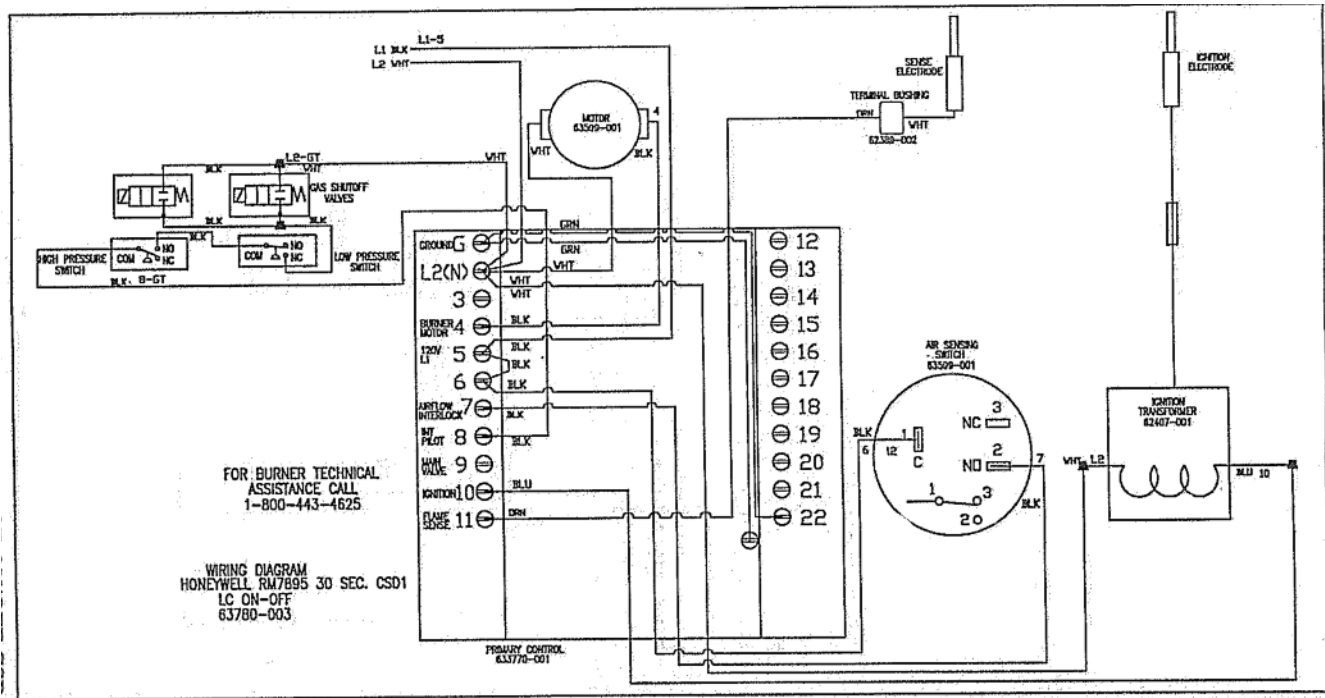 L1-5
L1 BLK
L2 WHT
MOTOR
63509-001
4
WHT
BLK
SENSE
ELECTRODE
TERMINAL BUSHING
WHT
62389-002
IGNITION
ELECTRODE
L2-GT
WHT
WHT
BLK
GAS SHUTOFF
VALVES
BLK
BLK
BLK
HIGH PRESSURE
SWITCH
COM
NO
NC
COM
NO
NC
LOW PRESSURE
SWITCH
BLK
8-GT
GRN
GRN
WHT
WHT
WHT
GROUND G
L2(N)
3
BURNER
MOTOR 4
BLK
120V
L1 5
BLK
BLK
6
BLK
AIRFLOW
INTERLOCK 7
BLK
INT
PILOT 8
BLK
MAIN
VALVE 9
IGNITION 10
BLU
FLAME
SENSE 11
12
13
14
15
16
17
18
19
20
21
22
PRIMARY CONTROL
633770-001
AIR SENSING
SWITCH
63509-001
BLK
6
12
1
C
3
NC
2
NO
7
BLK
1
3
2
IGNITION
TRANSFORMER
62407-001
WHT
L2
BLU 10
FOR BURNER TECHNICAL
ASSISTANCE CALL
1-800-443-4625
WIRING DIAGRAM
HONEYWELL RM7895 30 SEC. CSD1
LC ON-OFF
63780-003